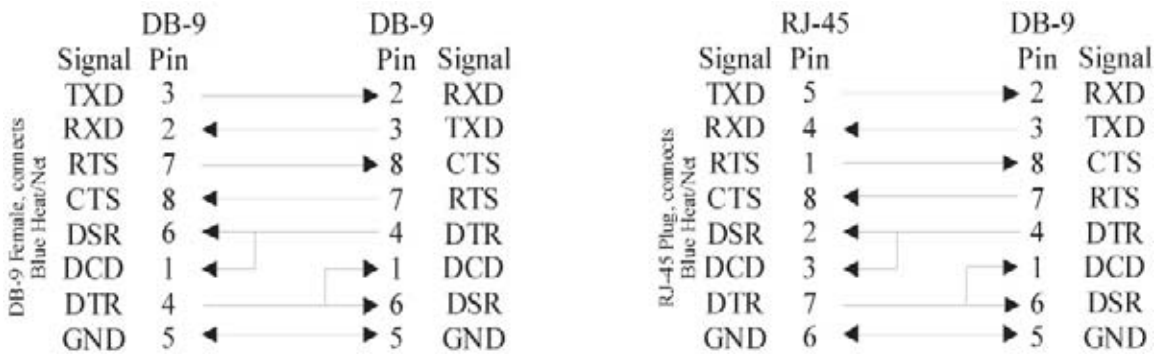 DB-9 DB-9
Signal Pin Pin Signal
TXD 3 2 RXD
RXD 2 3 TXD
RTS 7 8 CTS
CTS 8 7 RTS
DSR 6 4 DTR
DCD 1 1 DCD
DTR 4 6 DSR
GND 5 5 GND
DB-9 Female, connects
Blue Heat/Net
RJ-45 DB-9
Signal Pin Pin Signal
TXD 5 2 RXD
RXD 4 3 TXD
RTS 1 8 CTS
CTS 8 7 RTS
DSR 2 4 DTR
DCD 3 1 DCD
DTR 7 6 DSR
GND 6 5 GND
RJ-45 Plug, connects
Blue Heat/Net